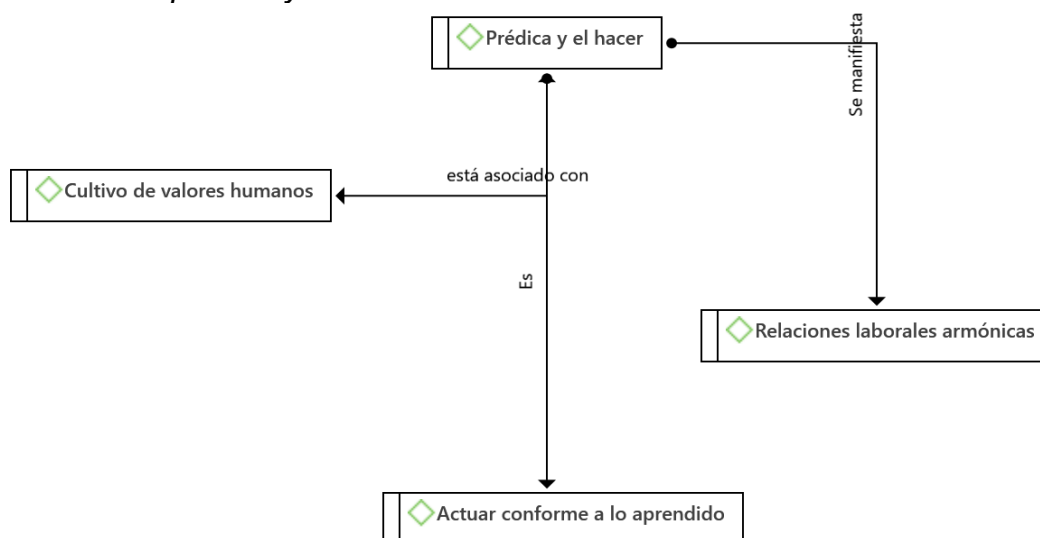 Prédica y el hacer
Se manifiesta
está asociado con
Cultivo de valores humanos
Es
Relaciones laborales armónicas
Actuar conforme a lo aprendido